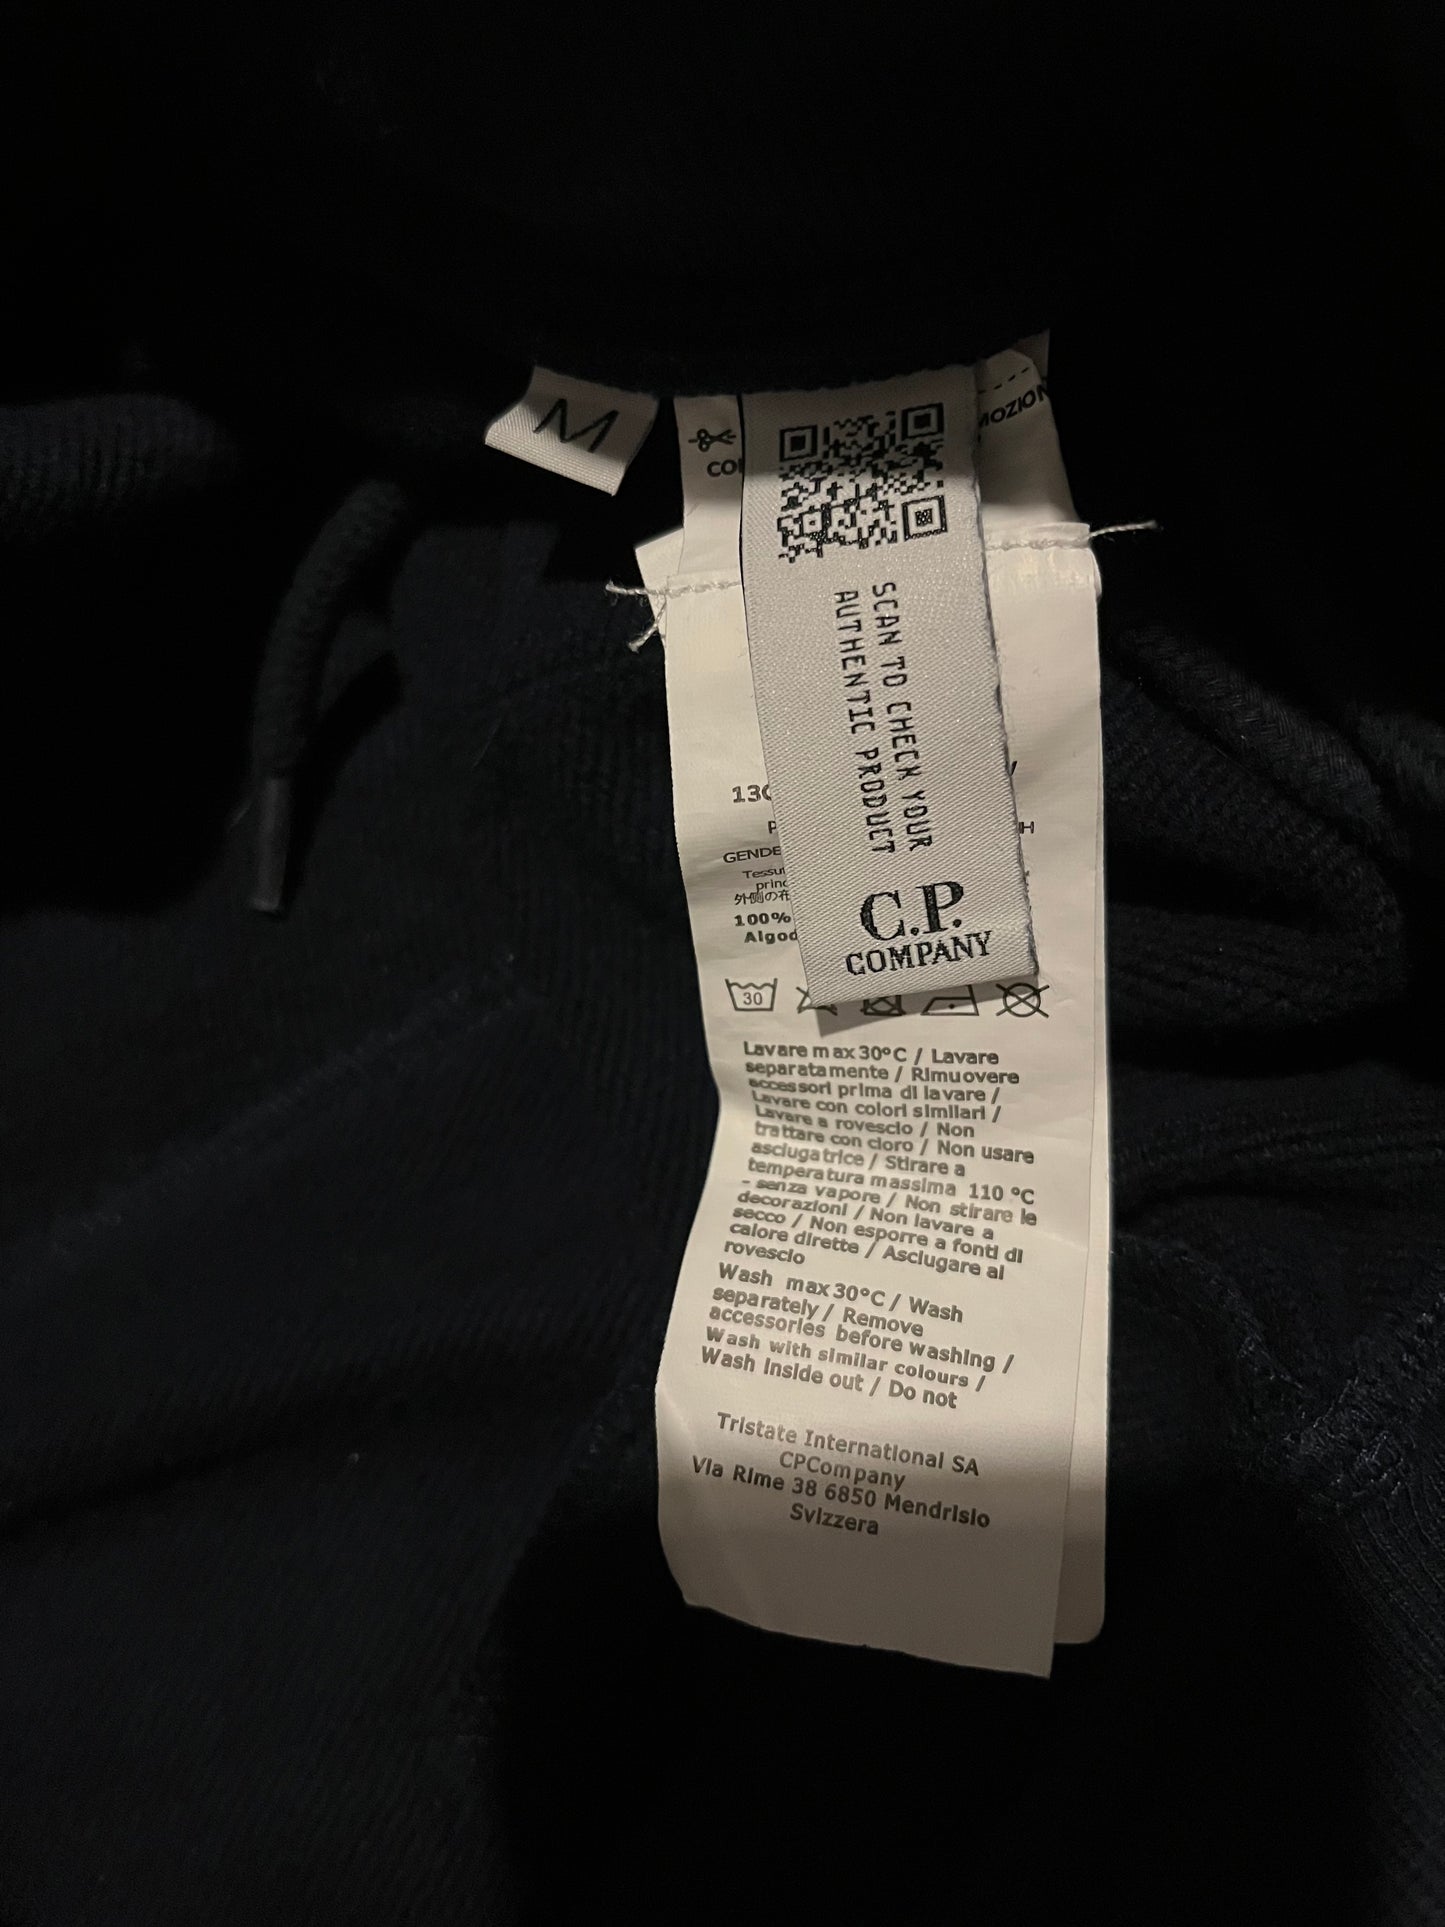 M
SCAN TO CHECK YOUR
AUTHENTIC PRODUCT
C.P.
COMPANY
100%
30
Lavare max 30°C / Lavare
separatamente / Rimuovere
accessori prima di lavare /
Lavare con colori similari /
Lavare a rovescio / Non
trattare con cloro / Non usare
asciugatrice / Stirare a
temperatura massima 110 °C
- senza vapore / Non stirare le
decorazioni / Non lavare a
secco / Non esporre a fonti di
calore dirette / Asciugare al
rovescio
Wash max 30°C / Wash
separately / Remove
accessories before washing /
Wash with similar colours /
Wash inside out / Do not
Tristate International SA
CPCompany
Via Rime 38 6850 Mendrisio
Svizzera